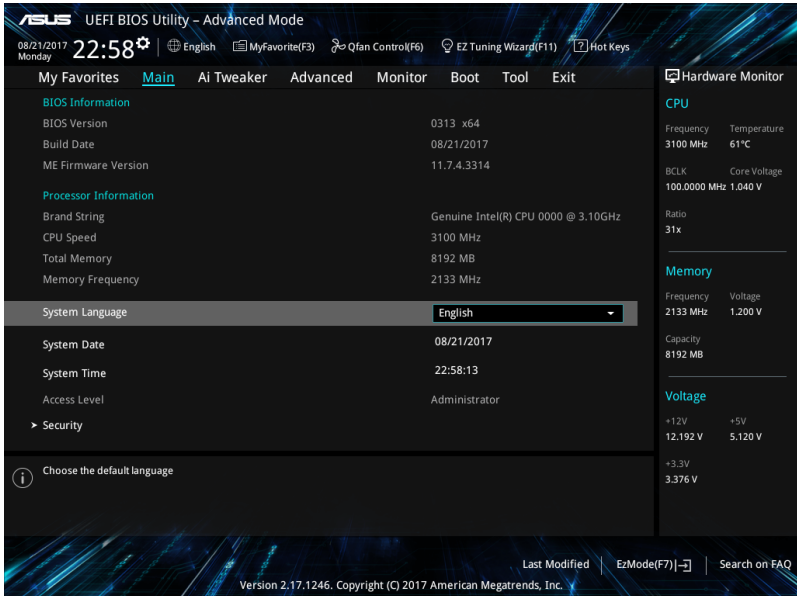 ASUS UEFI BIOS Utility – Advanced Mode
08/21/2017 Monday 22:58 English MyFavorite(F3) Qfan Control(F6) EZ Tuning Wizard(F11) ? Hot Keys
My Favorites Main Ai Tweaker Advanced Monitor Boot Tool Exit
BIOS Information
BIOS Version 0313 x64
Build Date 08/21/2017
ME Firmware Version 11.7.4.3314
Processor Information
Brand String Genuine Intel(R) CPU 0000 @ 3.10GHz
CPU Speed 3100 MHz
Total Memory 8192 MB
Memory Frequency 2133 MHz
System Language English
System Date 08/21/2017
System Time 22:58:13
Access Level Administrator
Security
i Choose the default language
Hardware Monitor
CPU
Frequency Temperature
3100 MHz 61°C
BCLK Core Voltage
100.0000 MHz 1.040 V
Ratio
31x
Memory
Frequency Voltage
2133 MHz 1.200 V
Capacity
8192 MB
Voltage
+12V +5V
12.192 V 5.120 V
+3.3V
3.376 V
Last Modified EzMode(F7) Search on FAQ
Version 2.17.1246. Copyright (C) 2017 American Megatrends, Inc.